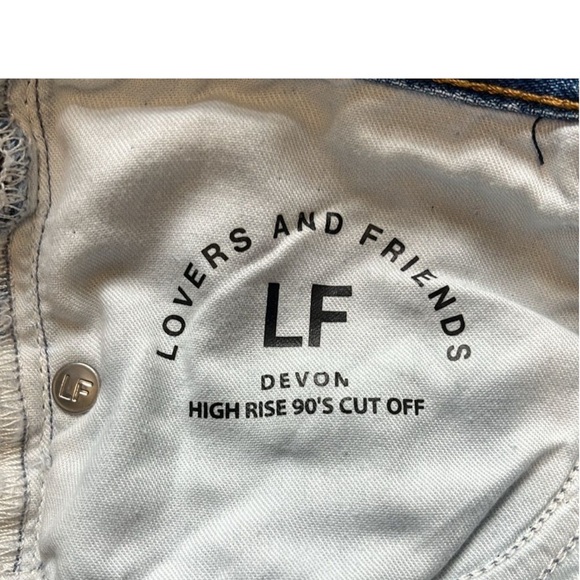 LOVERS AND FRIENDS
LF
DEVON
HIGH RISE 90'S CUT OFF
LF